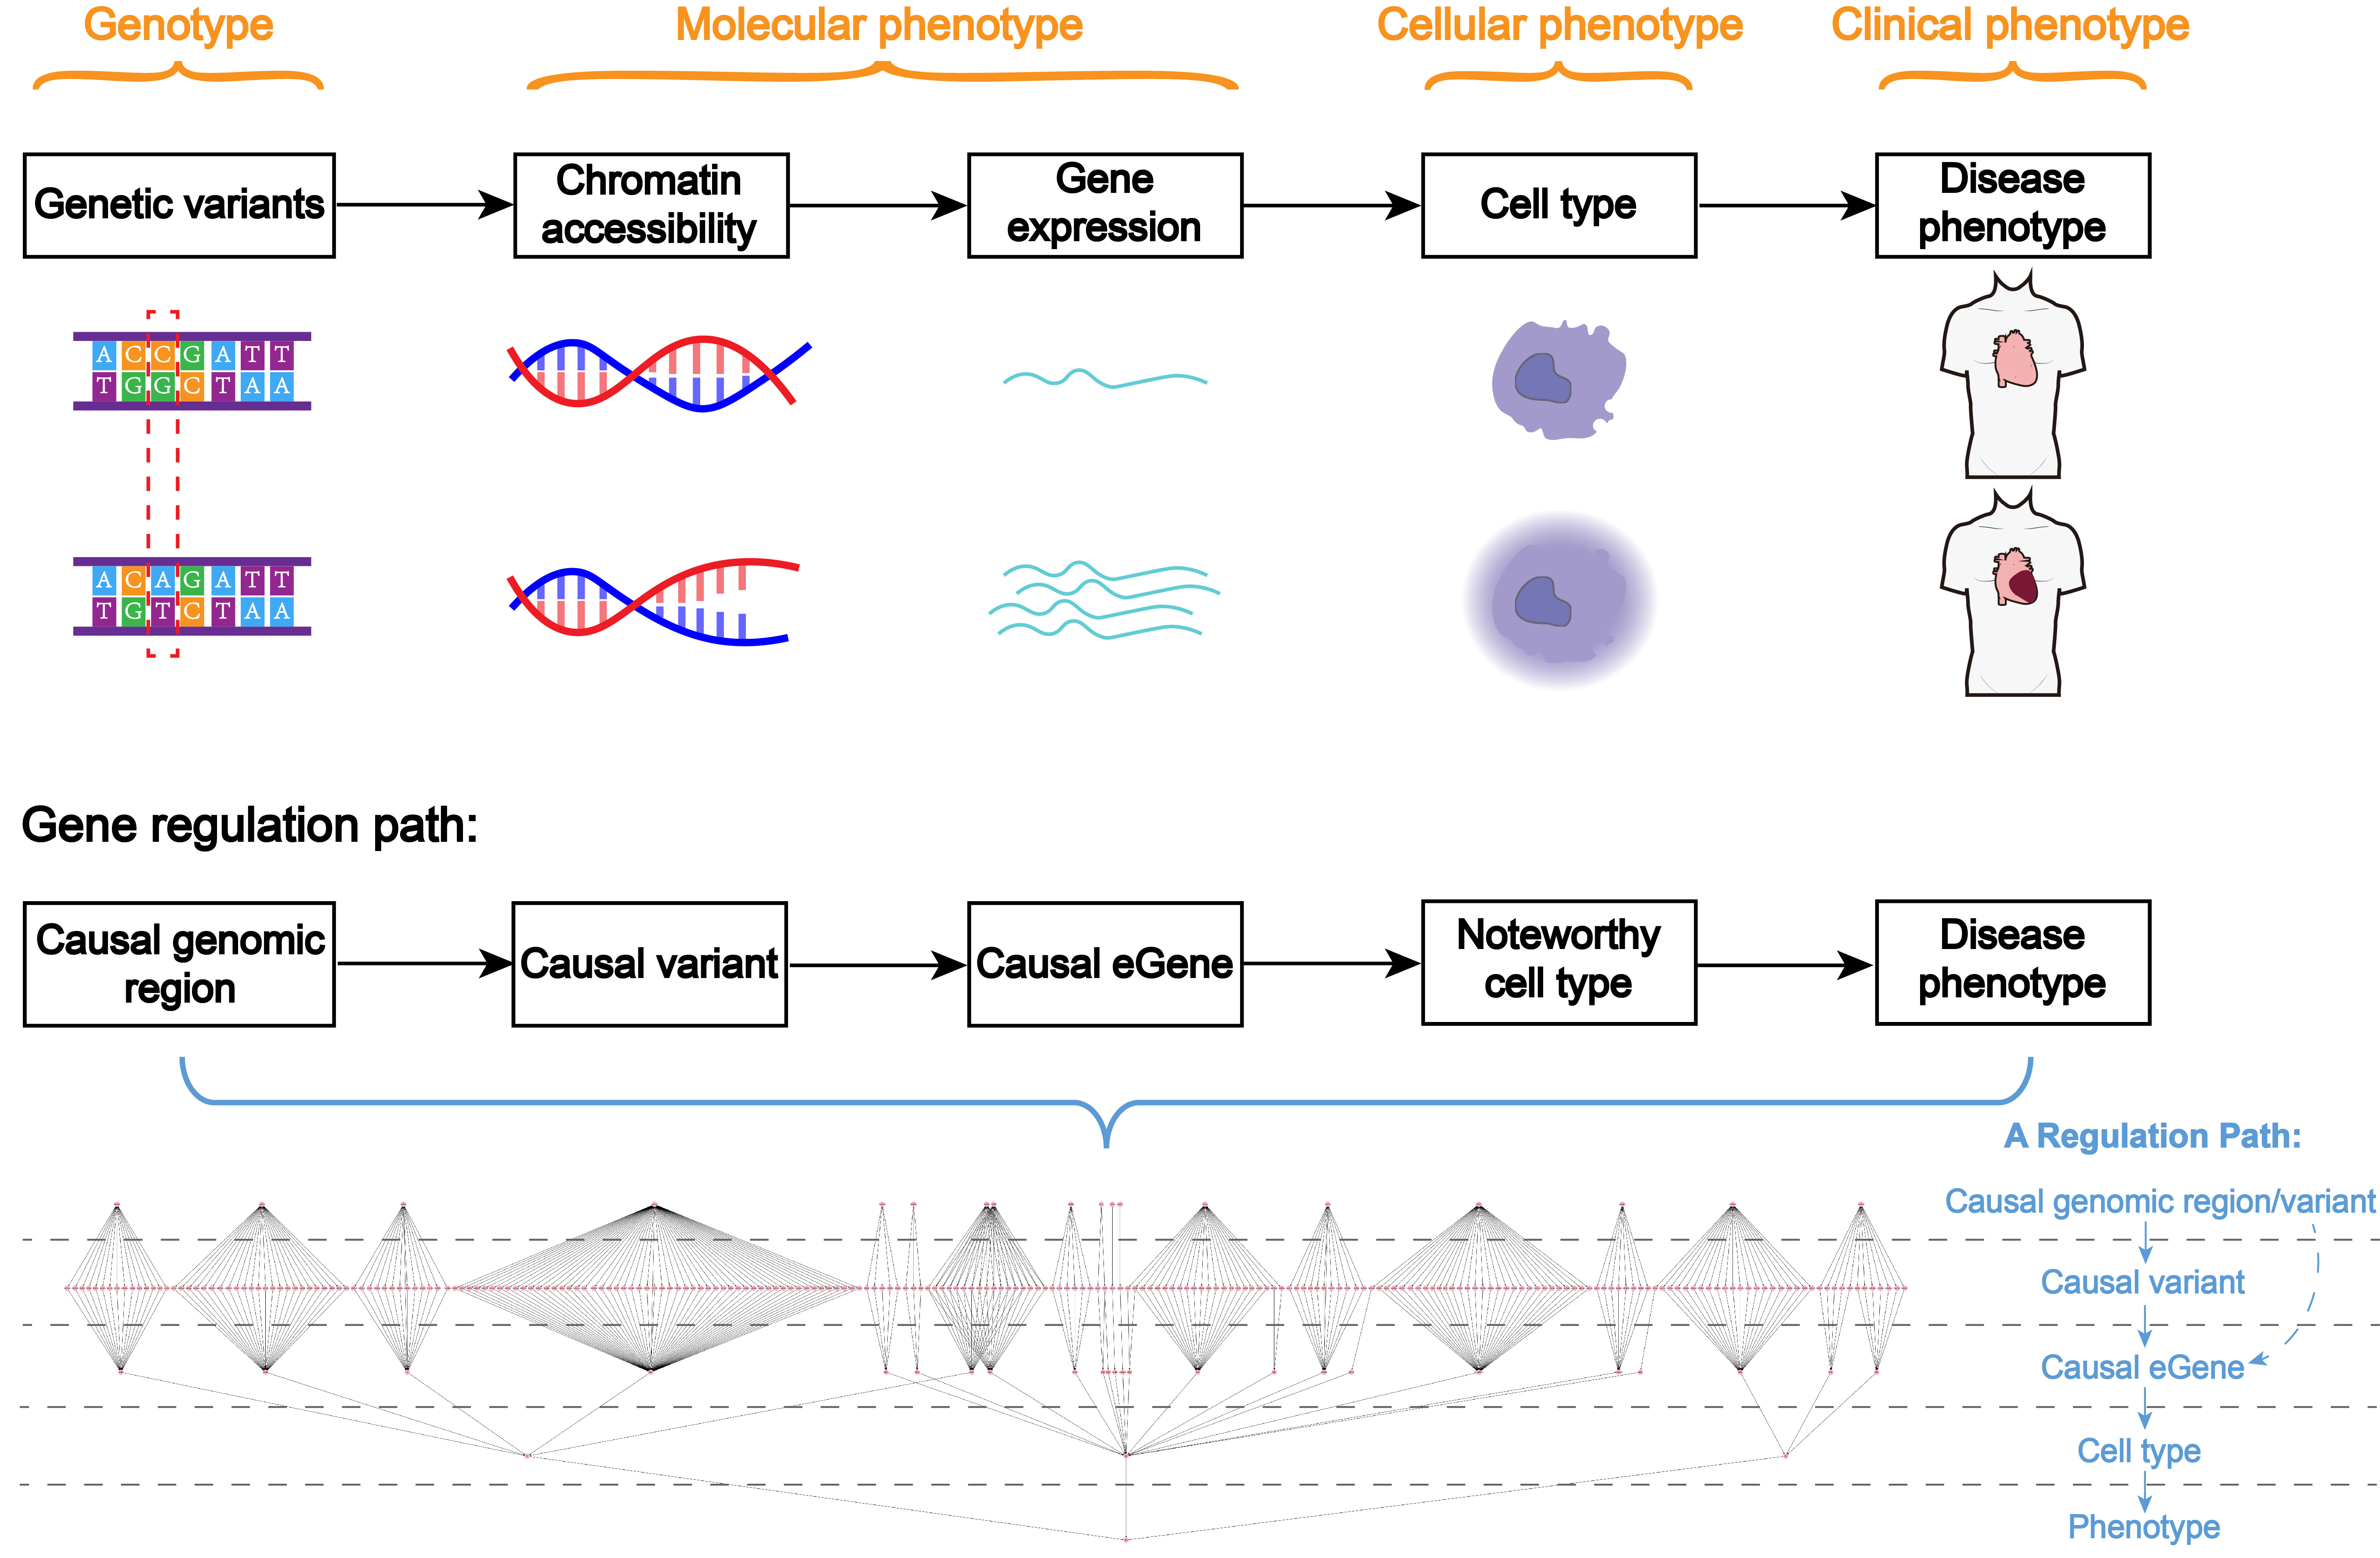 Genotype
Molecular phenotype
Cellular phenotype
Clinical phenotype
Genetic variants
Chromatin
accessibility
Gene
expression
Cell type
Disease
phenotype
A C C G A T T
T G G C T A A
A C A G A T T
T G T C T A A
Gene regulation path:
Causal genomic
region
Causal variant
Causal eGene
Noteworthy
cell type
Disease
phenotype
A Regulation Path:
Causal genomic region/variant
Causal variant
Causal eGene
Cell type
Phenotype